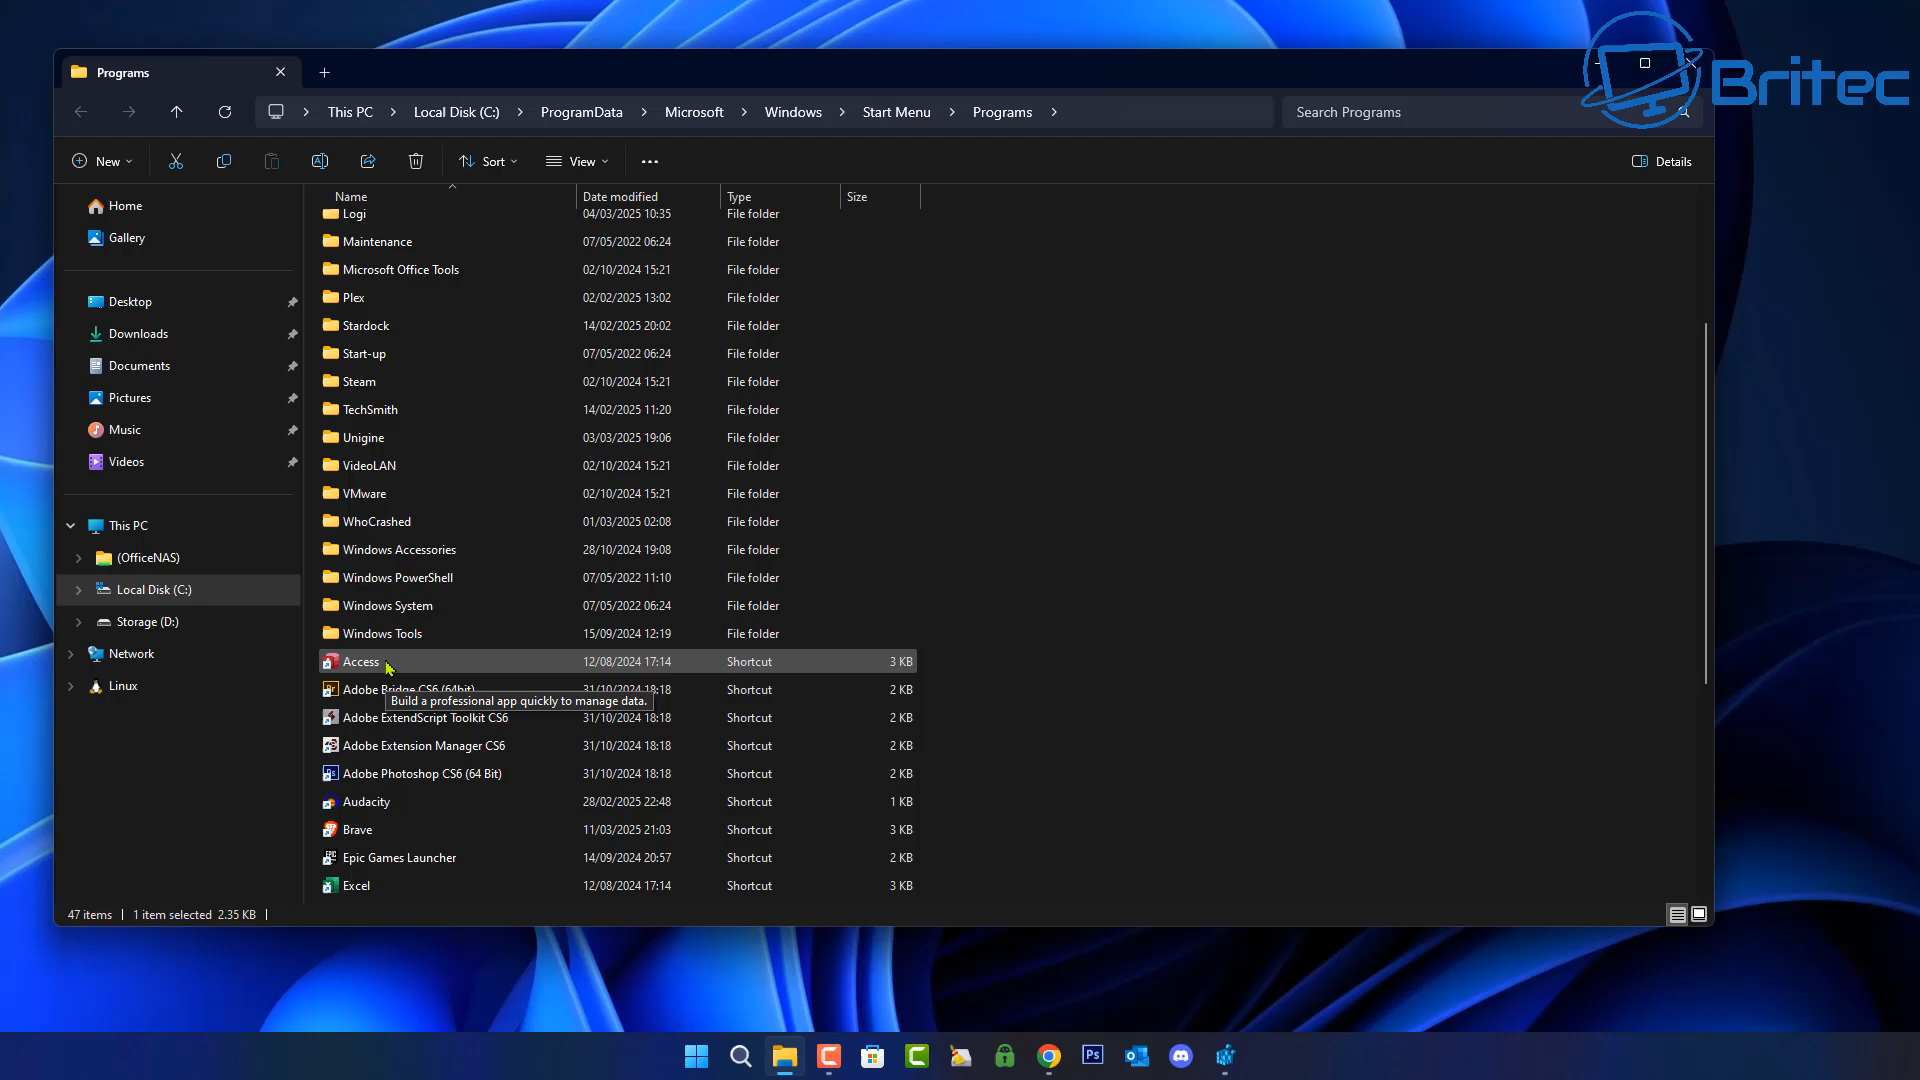 Programs
Britec
This PC
Local Disk (C:)
ProgramData
Microsoft
Windows
Start Menu
Programs
Search Programs
New
Sort
View
Details
Home
Gallery
Desktop
Downloads
Documents
Pictures
Music
Videos
This PC
(OfficeNAS)
Local Disk (C:)
Storage (D:)
Network
Linux
Name Date modified Type Size
Logi 04/03/2025 10:35 File folder
Maintenance 07/05/2022 06:24 File folder
Microsoft Office Tools 02/10/2024 15:21 File folder
Plex 02/02/2025 13:02 File folder
Stardock 14/02/2025 20:02 File folder
Start-up 07/05/2022 06:24 File folder
Steam 02/10/2024 15:21 File folder
TechSmith 14/02/2025 11:20 File folder
Unigine 03/03/2025 19:06 File folder
VideoLAN 02/10/2024 15:21 File folder
VMware 02/10/2024 15:21 File folder
WhoCrashed 01/03/2025 02:08 File folder
Windows Accessories 28/10/2024 19:08 File folder
Windows PowerShell 07/05/2022 11:10 File folder
Windows System 07/05/2022 06:24 File folder
Windows Tools 15/09/2024 12:19 File folder
Access 12/08/2024 17:14 Shortcut 3 KB
Adobe Bridge CS6 (64bit) 31/10/2024 18:18 Shortcut 2 KB
Build a professional app quickly to manage data.
Adobe ExtendScript Toolkit CS6 31/10/2024 18:18 Shortcut 2 KB
Adobe Extension Manager CS6 31/10/2024 18:18 Shortcut 2 KB
Adobe Photoshop CS6 (64 Bit) 31/10/2024 18:18 Shortcut 2 KB
Audacity 28/02/2025 22:48 Shortcut 1 KB
Brave 11/03/2025 21:03 Shortcut 3 KB
Epic Games Launcher 14/09/2024 20:57 Shortcut 2 KB
Excel 12/08/2024 17:14 Shortcut 3 KB
47 items 1 item selected 2.35 KB
Ps